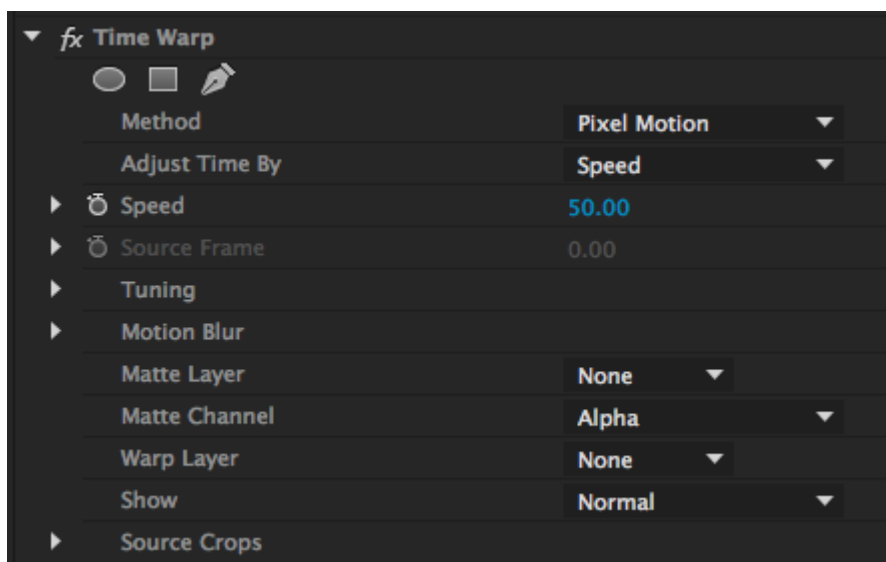 fx Time Warp
Method Pixel Motion
Adjust Time By Speed
Speed 50.00
Source Frame 0.00
Tuning
Motion Blur
Matte Layer None
Matte Channel Alpha
Warp Layer None
Show Normal
Source Crops